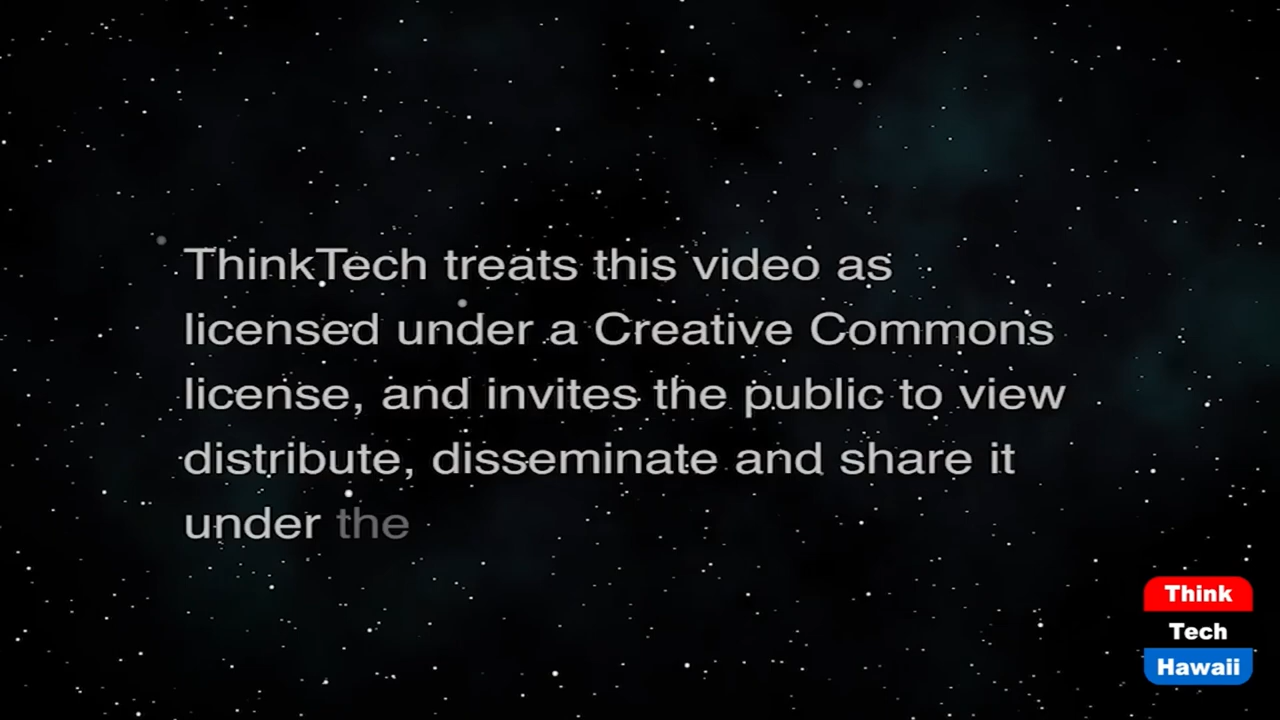 ThinkTech treats this video as
licensed under a Creative Commons
license, and invites the public to view
distribute, disseminate and share it
under the
Think
Tech
Hawaii